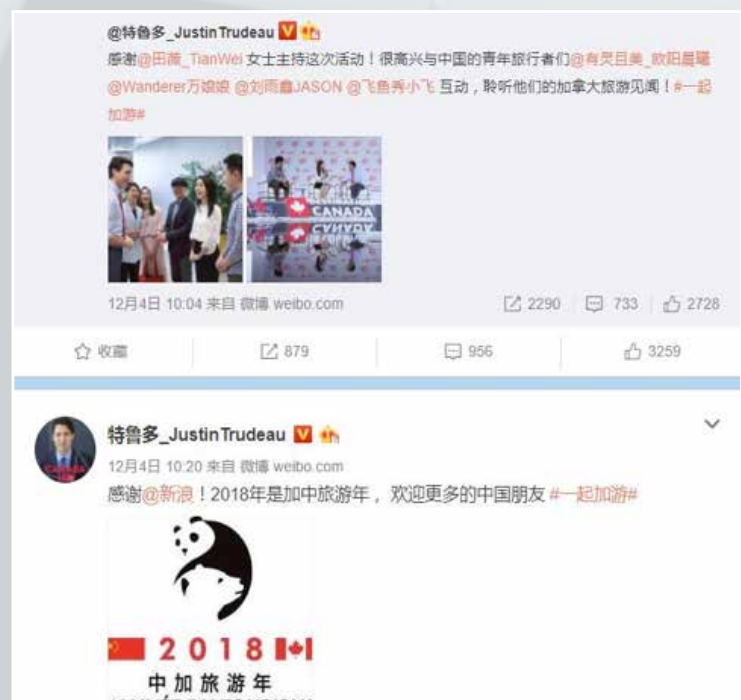 @特鲁多_JustinTrudeau
感谢@田薇_TianWei 女士主持这次活动！很高兴与中国的青年旅行者们@有灵且美_欧阳晨曦
@Wanderer万娘娘 @刘雨鑫JASON @飞鱼秀小飞 互动，聆听他们的加拿大旅游见闻！#一起
加游#
CANADA
12月4日 10:04 来自 微博 weibo.com 2290 733 2728
收藏 879 956 3259
特鲁多_JustinTrudeau
12月4日 10:20 来自 微博 weibo.com
感谢@新浪！2018年是加中旅游年，欢迎更多的中国朋友 #一起加游#
2018
中加旅游年